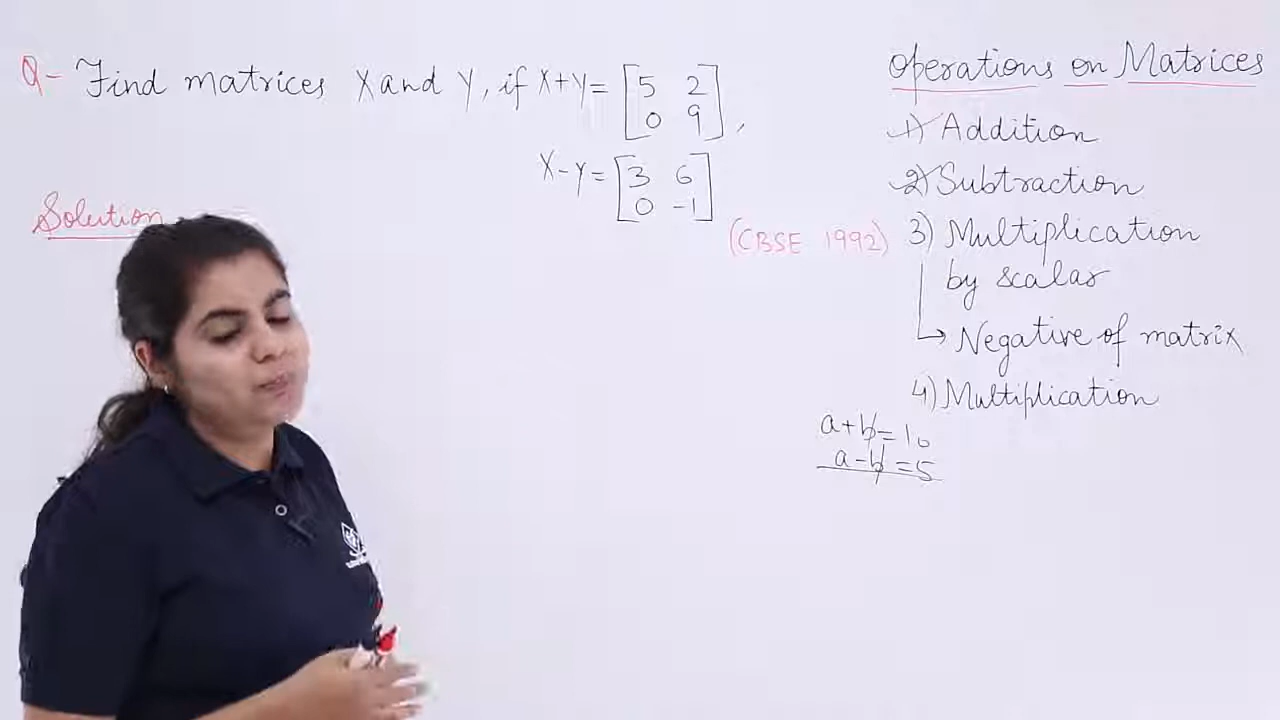 Q- Find matrices X and Y, if X+Y= [5 2
0 9],
X-Y= [3 6
0 -1]
(CBSE 1992)
Solution
operations on Matrices
1) Addition
2) Subtraction
3) Multiplication
by scalar
→ Negative of matrix
4) Multiplication
a+b=10
a-b=5